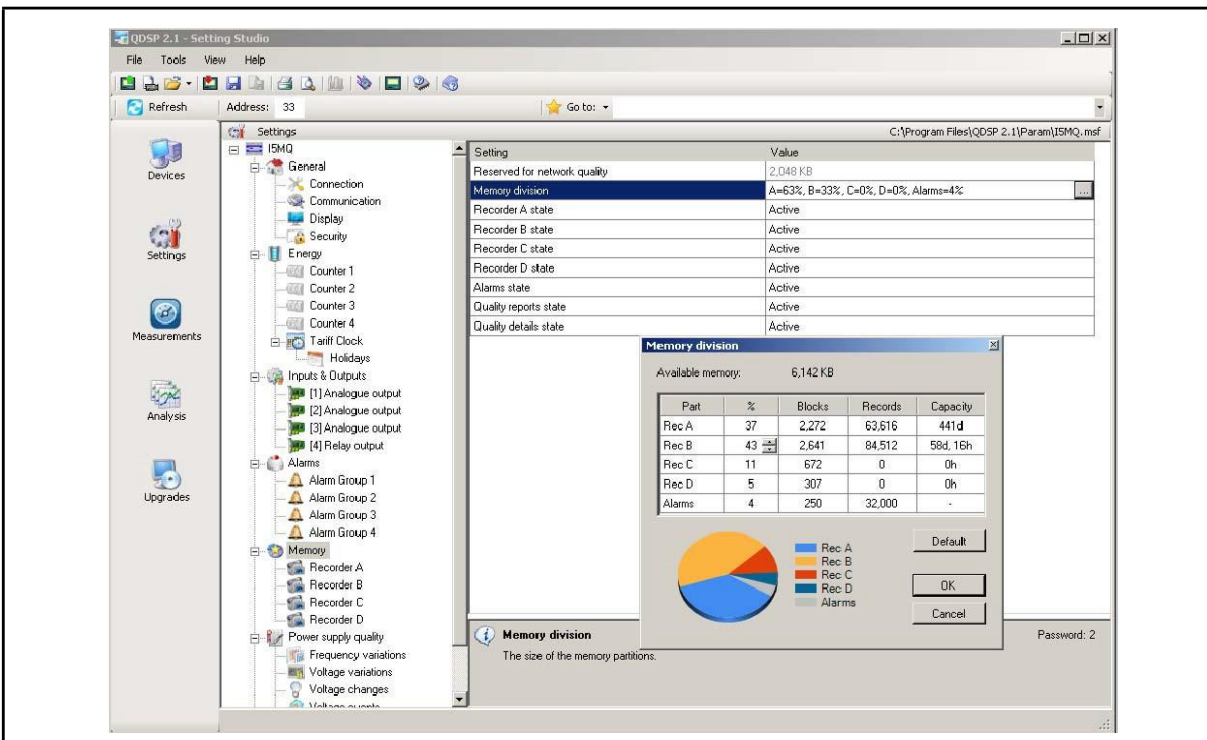 QDSP 2.1 - Setting Studio
File Tools View Help
Refresh Address: 33 Go to:
Settings C:\Program Files\QDSP 2.1\Param\I5MQ.msf
Devices
Settings
Measurements
Analysis
Upgrades
I5MQ
General
Connection
Communication
Display
Security
Energy
Counter 1
Counter 2
Counter 3
Counter 4
Tariff Clock
Holidays
Inputs & Outputs
[1] Analogue output
[2] Analogue output
[3] Analogue output
[4] Relay output
Alarms
Alarm Group 1
Alarm Group 2
Alarm Group 3
Alarm Group 4
Memory
Recorder A
Recorder B
Recorder C
Recorder D
Power supply quality
Frequency variations
Voltage variations
Voltage changes
Setting Value
Reserved for network quality 2,048 KB
Memory division A=63%, B=33%, C=0%, D=0%, Alarms=4% ...
Recorder A state Active
Recorder B state Active
Recorder C state Active
Recorder D state Active
Alarms state Active
Quality reports state Active
Quality details state Active
Memory division
Available memory: 6,142 KB
Part % Blocks Records Capacity
Rec A 37 2,272 63,616 441d
Rec B 43 2,641 84,512 58d, 16h
Rec C 11 672 0 0h
Rec D 5 307 0 0h
Alarms 4 250 32,000 -
Rec A
Rec B
Rec C
Rec D
Alarms
Default
OK
Cancel
Memory division Password: 2
The size of the memory partitions.